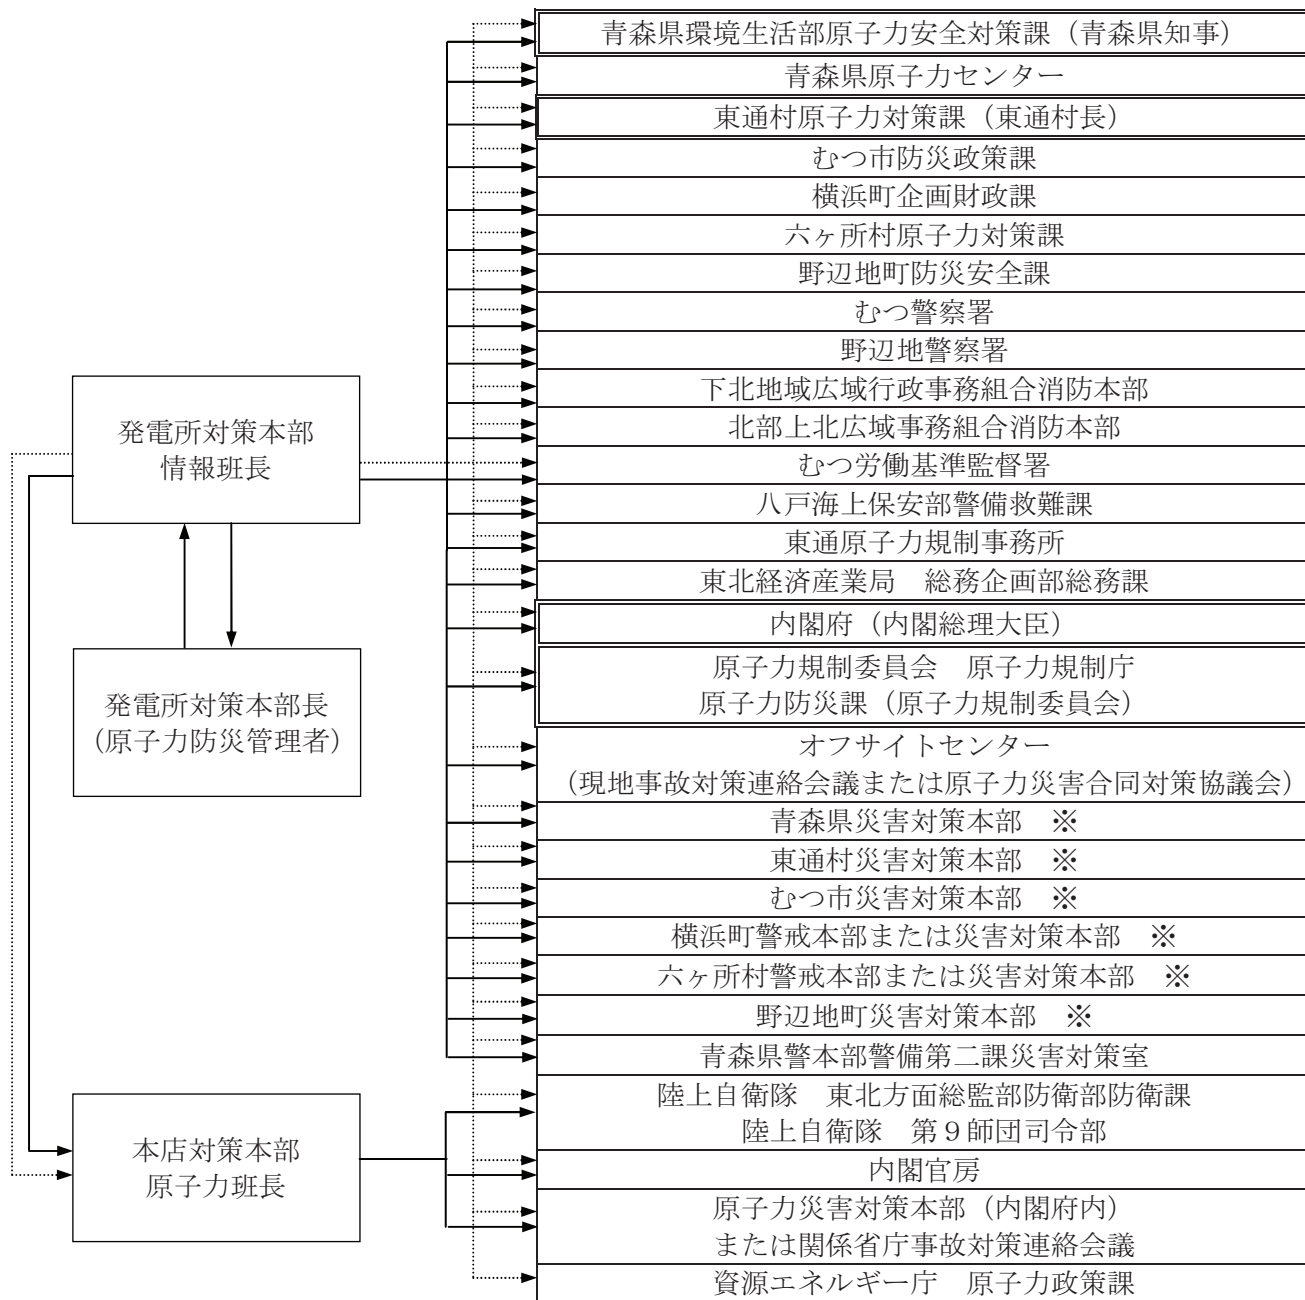 青森県環境生活部原子力安全対策課（青森県知事）
青森県原子力センター
東通村原子力対策課（東通村長）
むつ市防災政策課
横浜町企画財政課
六ヶ所村原子力対策課
野辺地町防災安全課
むつ警察署
野辺地警察署
下北地域広域行政事務組合消防本部
北部上北広域事務組合消防本部
むつ労働基準監督署
八戸海上保安部警備救難課
東通原子力規制事務所
東北経済産業局　総務企画部総務課
内閣府（内閣総理大臣）
原子力規制委員会　原子力規制庁
原子力防災課（原子力規制委員会）
オフサイトセンター
（現地事故対策連絡会議または原子力災害合同対策協議会）
青森県災害対策本部　※
東通村災害対策本部　※
むつ市災害対策本部　※
横浜町警戒本部または災害対策本部　※
六ヶ所村警戒本部または災害対策本部　※
野辺地町災害対策本部　※
青森県警本部警備第二課災害対策室
陸上自衛隊　東北方面総監部防衛部防衛課
陸上自衛隊　第９師団司令部
内閣官房
原子力災害対策本部（内閣府内）
または関係省庁事故対策連絡会議
資源エネルギー庁　原子力政策課
発電所対策本部
情報班長
発電所対策本部長
（原子力防災管理者）
本店対策本部
原子力班長